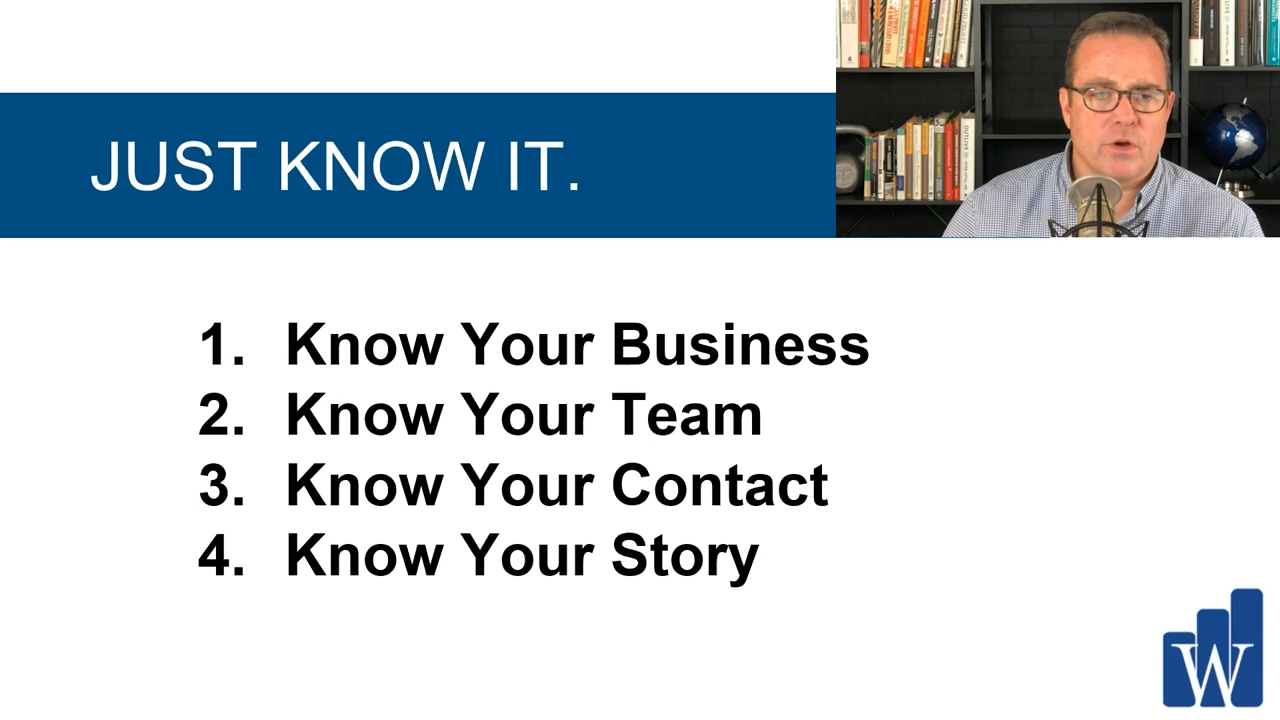 JUST KNOW IT.
OUTLIVE
1. Know Your Business
2. Know Your Team
3. Know Your Contact
4. Know Your Story
W